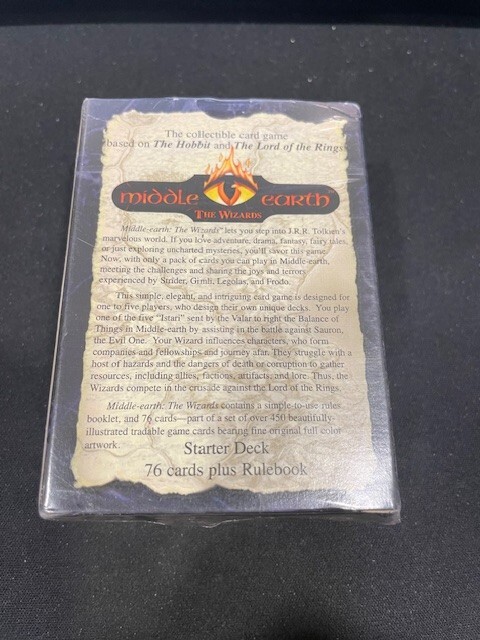 The collectible card game
based on The Hobbit and The Lord of the Rings
middle earth™
THE WIZARDS
Middle-earth: The Wizards™ lets you step into J.R.R. Tolkien's
marvelous world. If you love adventure, drama, fantasy, fairy tales,
or just exploring uncharted mysteries, you'll savor this game.
Now, with only a pack of cards you can play in Middle-earth,
meeting the challenges and sharing the joys and terrors
experienced by Strider, Gimli, Legolas, and Frodo.
This simple, elegant, and intriguing card game is designed for
one to five players, who design their own unique decks. You play
one of the five "Istari" sent by the Valar to right the Balance of
Things in Middle-earth by assisting in the battle against Sauron,
the Evil One. Your Wizard influences characters, who form
companies and fellowships and journey afar. They struggle with a
host of hazards and the dangers of death or corruption to gather
resources, including allies, factions, artifacts, and lore. Thus, the
Wizards compete in the crusade against the Lord of the Rings.
Middle-earth: The Wizards contains a simple-to-use rules
booklet, and 76 cards—part of a set of over 450 beautifully-
illustrated tradable game cards bearing fine original full color
artwork.
Starter Deck
76 cards plus Rulebook